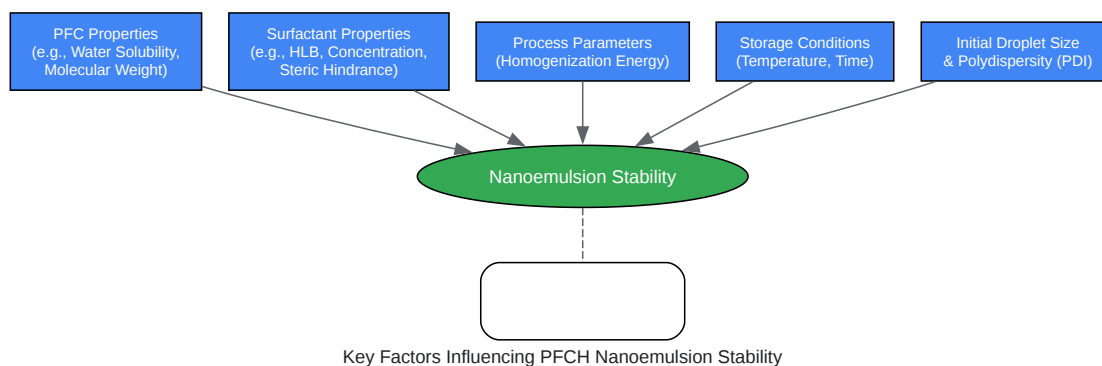 PFC Properties
(e.g., Water Solubility,
Molecular Weight)
Surfactant Properties
(e.g., HLB, Concentration,
Steric Hindrance)
Process Parameters
(Homogenization Energy)
Storage Conditions
(Temperature, Time)
Initial Droplet Size
& Polydispersity (PDI)
Nanoemulsion Stability
Key Factors Influencing PFCH Nanoemulsion Stability